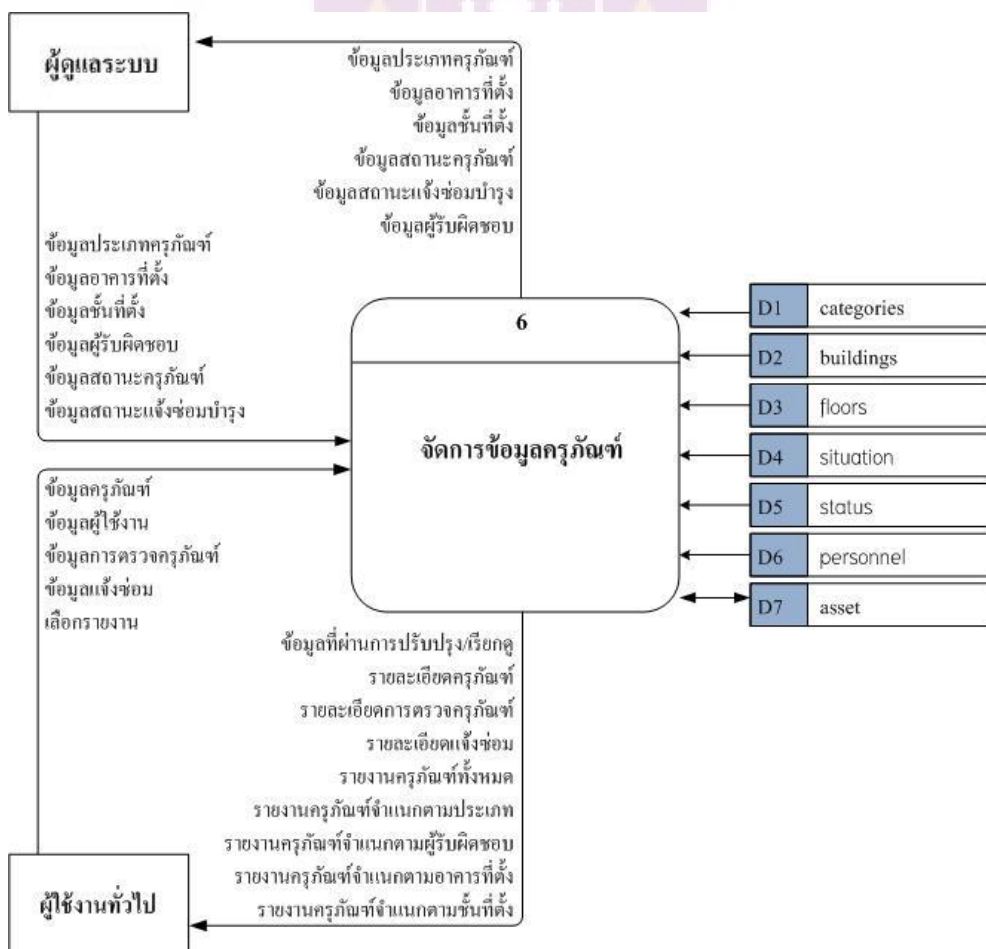 ผู้ดูแลระบบ
ข้อมูลประเภทครุภัณฑ์
ข้อมูลอาคารที่ตั้ง
ข้อมูลชั้นที่ตั้ง
ข้อมูลสถานะครุภัณฑ์
ข้อมูลสถานะแจ้งซ่อมบำรุง
ข้อมูลผู้รับผิดชอบ
ข้อมูลประเภทครุภัณฑ์
ข้อมูลอาคารที่ตั้ง
ข้อมูลชั้นที่ตั้ง
ข้อมูลผู้รับผิดชอบ
ข้อมูลสถานะครุภัณฑ์
ข้อมูลสถานะแจ้งซ่อมบำรุง
6
จัดการข้อมูลครุภัณฑ์
D1 categories
D2 buildings
D3 floors
D4 situation
D5 status
D6 personnel
D7 asset
ข้อมูลครุภัณฑ์
ข้อมูลผู้ใช้งาน
ข้อมูลการตรวจครุภัณฑ์
ข้อมูลแจ้งซ่อม
เลือกรายงาน
ข้อมูลที่ผ่านการปรับปรุง/เรียกดู
รายละเอียดครุภัณฑ์
รายละเอียดการตรวจครุภัณฑ์
รายละเอียดแจ้งซ่อม
รายงานครุภัณฑ์ทั้งหมด
รายงานครุภัณฑ์จำแนกตามประเภท
รายงานครุภัณฑ์จำแนกตามผู้รับผิดชอบ
รายงานครุภัณฑ์จำแนกตามอาคารที่ตั้ง
รายงานครุภัณฑ์จำแนกตามชั้นที่ตั้ง
ผู้ใช้งานทั่วไป